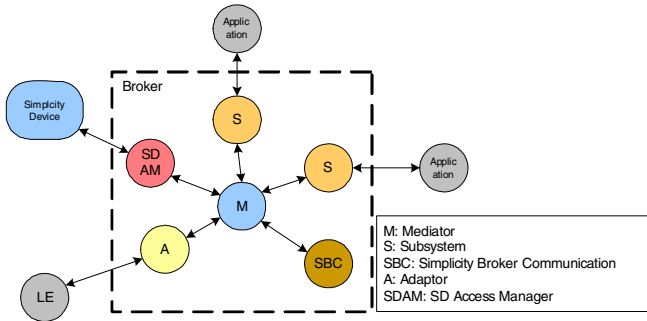 Applic
ation
Broker
Simplicity
Device
S
SD
AM
S
Applic
ation
M
A
SBC
LE
M: Mediator
S: Subsystem
SBC: Simplicity Broker Communication
A: Adaptor
SDAM: SD Access Manager